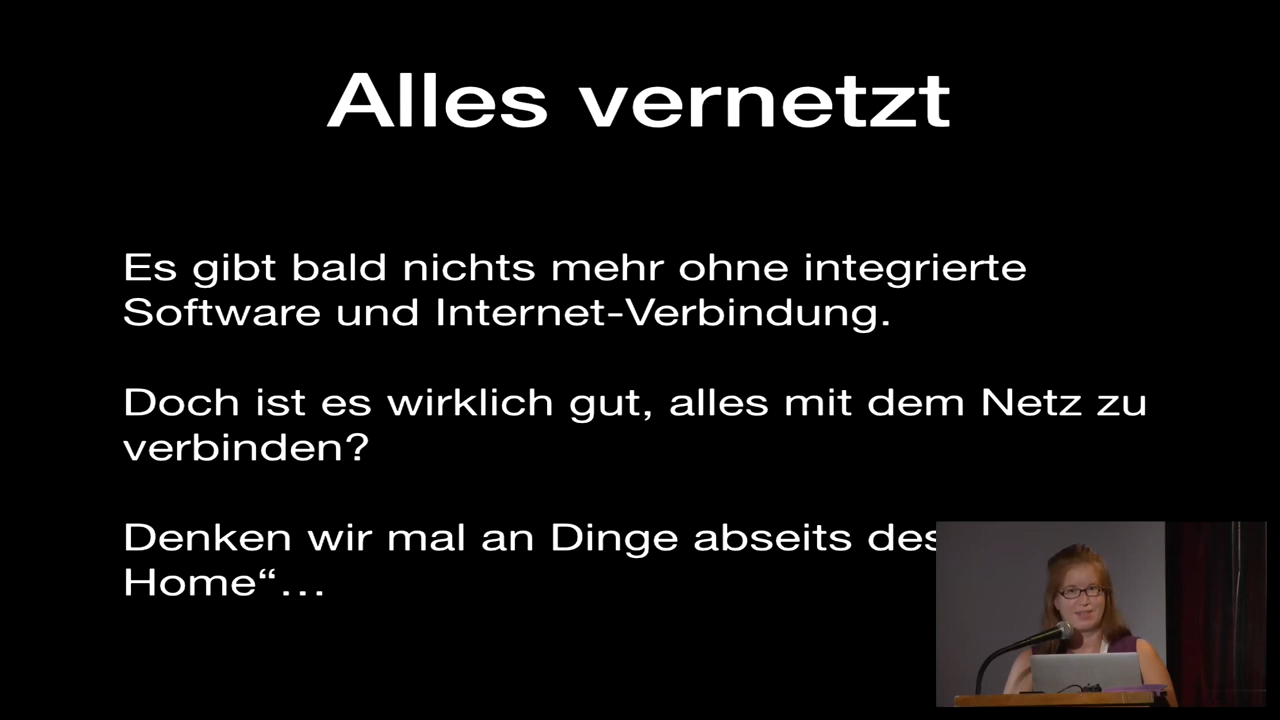 Alles vernetzt
Es gibt bald nichts mehr ohne integrierte
Software und Internet-Verbindung.
Doch ist es wirklich gut, alles mit dem Netz zu
verbinden?
Denken wir mal an Dinge abseits des
Home“…